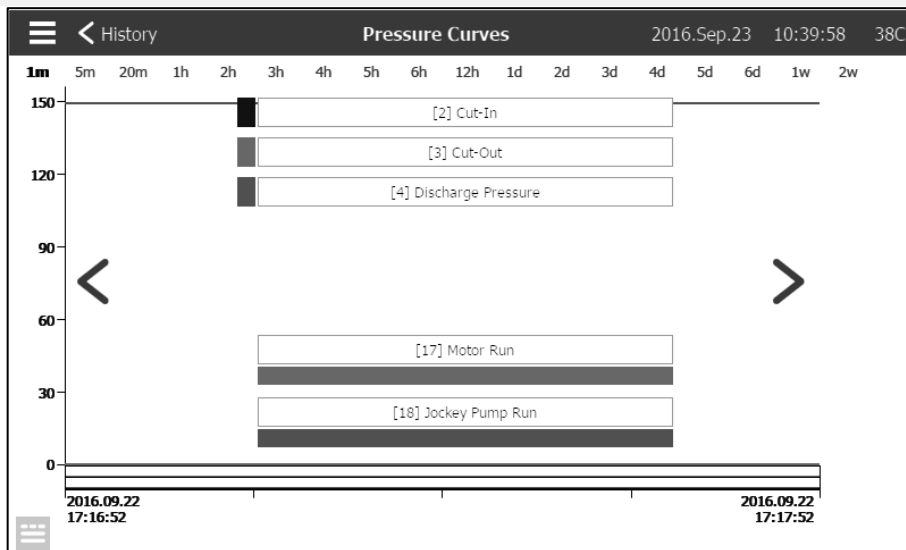 History Pressure Curves 2016.Sep.23 10:39:58 38C
1m 5m 20m 1h 2h 3h 4h 5h 6h 12h 1d 2d 3d 4d 5d 6d 1w 2w
150
[2] Cut-In
[3] Cut-Out
120
[4] Discharge Pressure
90
60
[17] Motor Run
30
[18] Jockey Pump Run
0
2016.09.22 2016.09.22
17:16:52 17:17:52